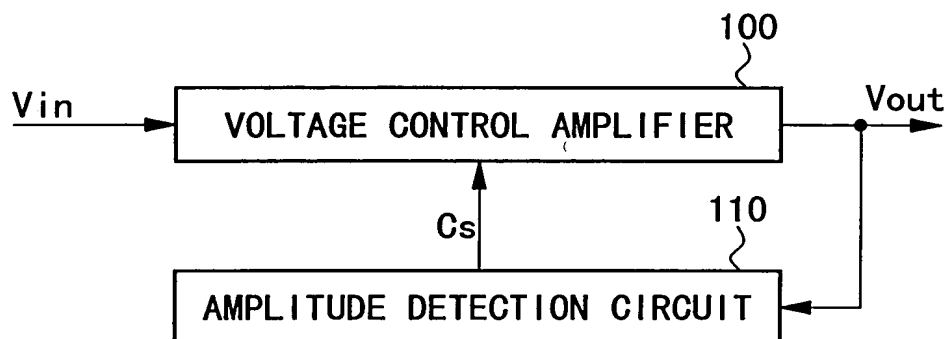 100
Vin
VOLTAGE CONTROL AMPLIFIER
Vout
Cs
110
AMPLITUDE DETECTION CIRCUIT